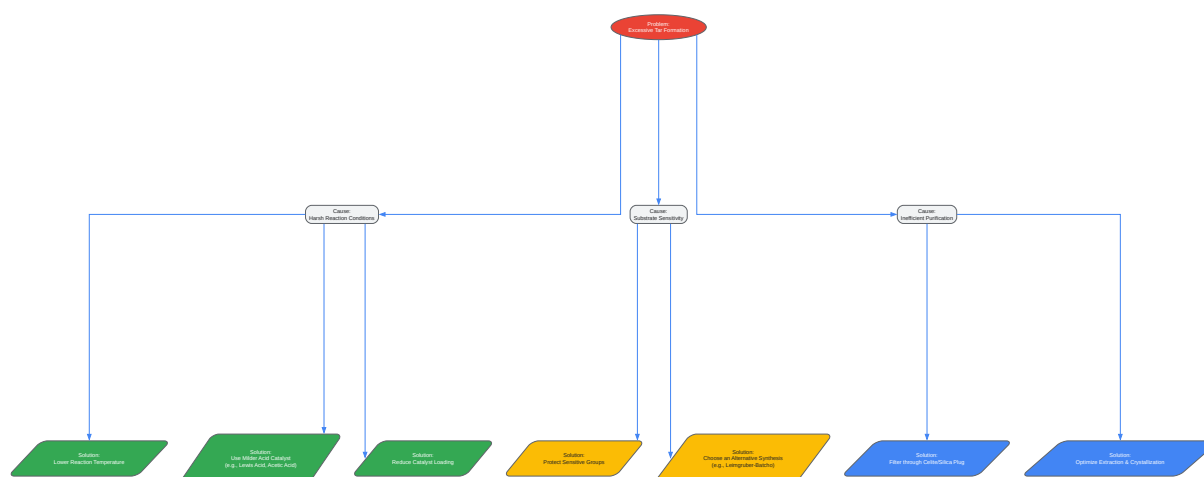 Problem:
Excessive Tar Formation
Cause:
Harsh Reaction Conditions
Cause:
Substrate Sensitivity
Cause:
Inefficient Purification
Solution:
Lower Reaction Temperature
Solution:
Use Milder Acid Catalyst
(e.g., Lewis Acid, Acetic Acid)
Solution:
Reduce Catalyst Loading
Solution:
Protect Sensitive Groups
Solution:
Choose an Alternative Synthesis
(e.g., Leimgruber-Batcho)
Solution:
Filter through Celite/Silica Plug
Solution:
Optimize Extraction & Crystallization